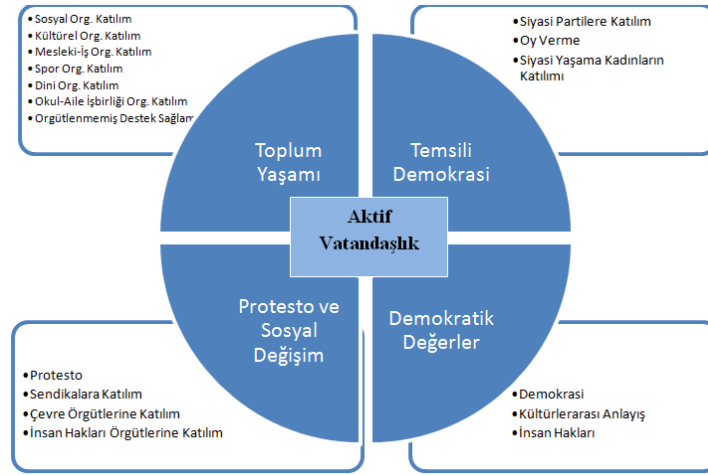 •Sosyal Org. Katılım
•Kültürel Org. Katılım
•Mesleki-İş Org. Katılım
•Spor Org. Katılım
•Dini Org. Katılım
•Okul-Aile İşbirliği Org. Katılım
•Orgütlenmemiş Destek Sağlam
•Siyasi Partilere Katılım
•Oy Verme
•Siyasi Yaşama Kadınların
Katılımı
Toplum
Yaşamı
Temsili
Demokrasi
Aktif
Vatandaşlık
Protesto ve
Sosyal
Değişim
Demokratik
Değerler
•Protesto
•Sendikalara Katılım
•Çevre Örgütlerine Katılım
•İnsan Hakları Örgütlerine Katılım
•Demokrasi
•Kültürlerarası Anlayış
•İnsan Hakları